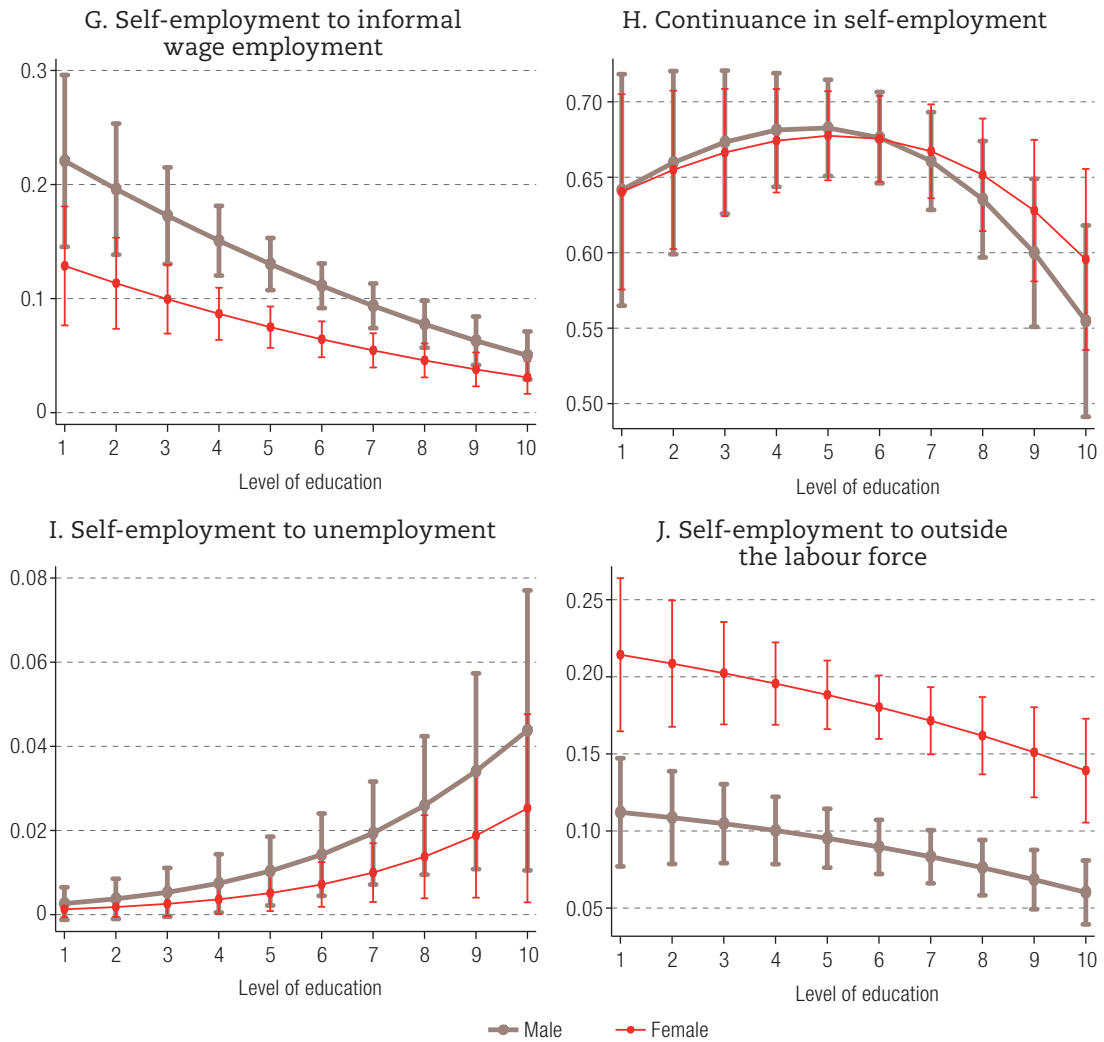 G. Self-employment to informal
wage employment
0.3
0.2
0.1
0
1 2 3 4 5 6 7 8 9 10
Level of education
H. Continuance in self-employment
0.70
0.65
0.60
0.55
0.50
1 2 3 4 5 6 7 8 9 10
Level of education
I. Self-employment to unemployment
0.08
0.06
0.04
0.02
0
1 2 3 4 5 6 7 8 9 10
Level of education
J. Self-employment to outside
the labour force
0.25
0.20
0.15
0.10
0.05
1 2 3 4 5 6 7 8 9 10
Level of education
Male Female